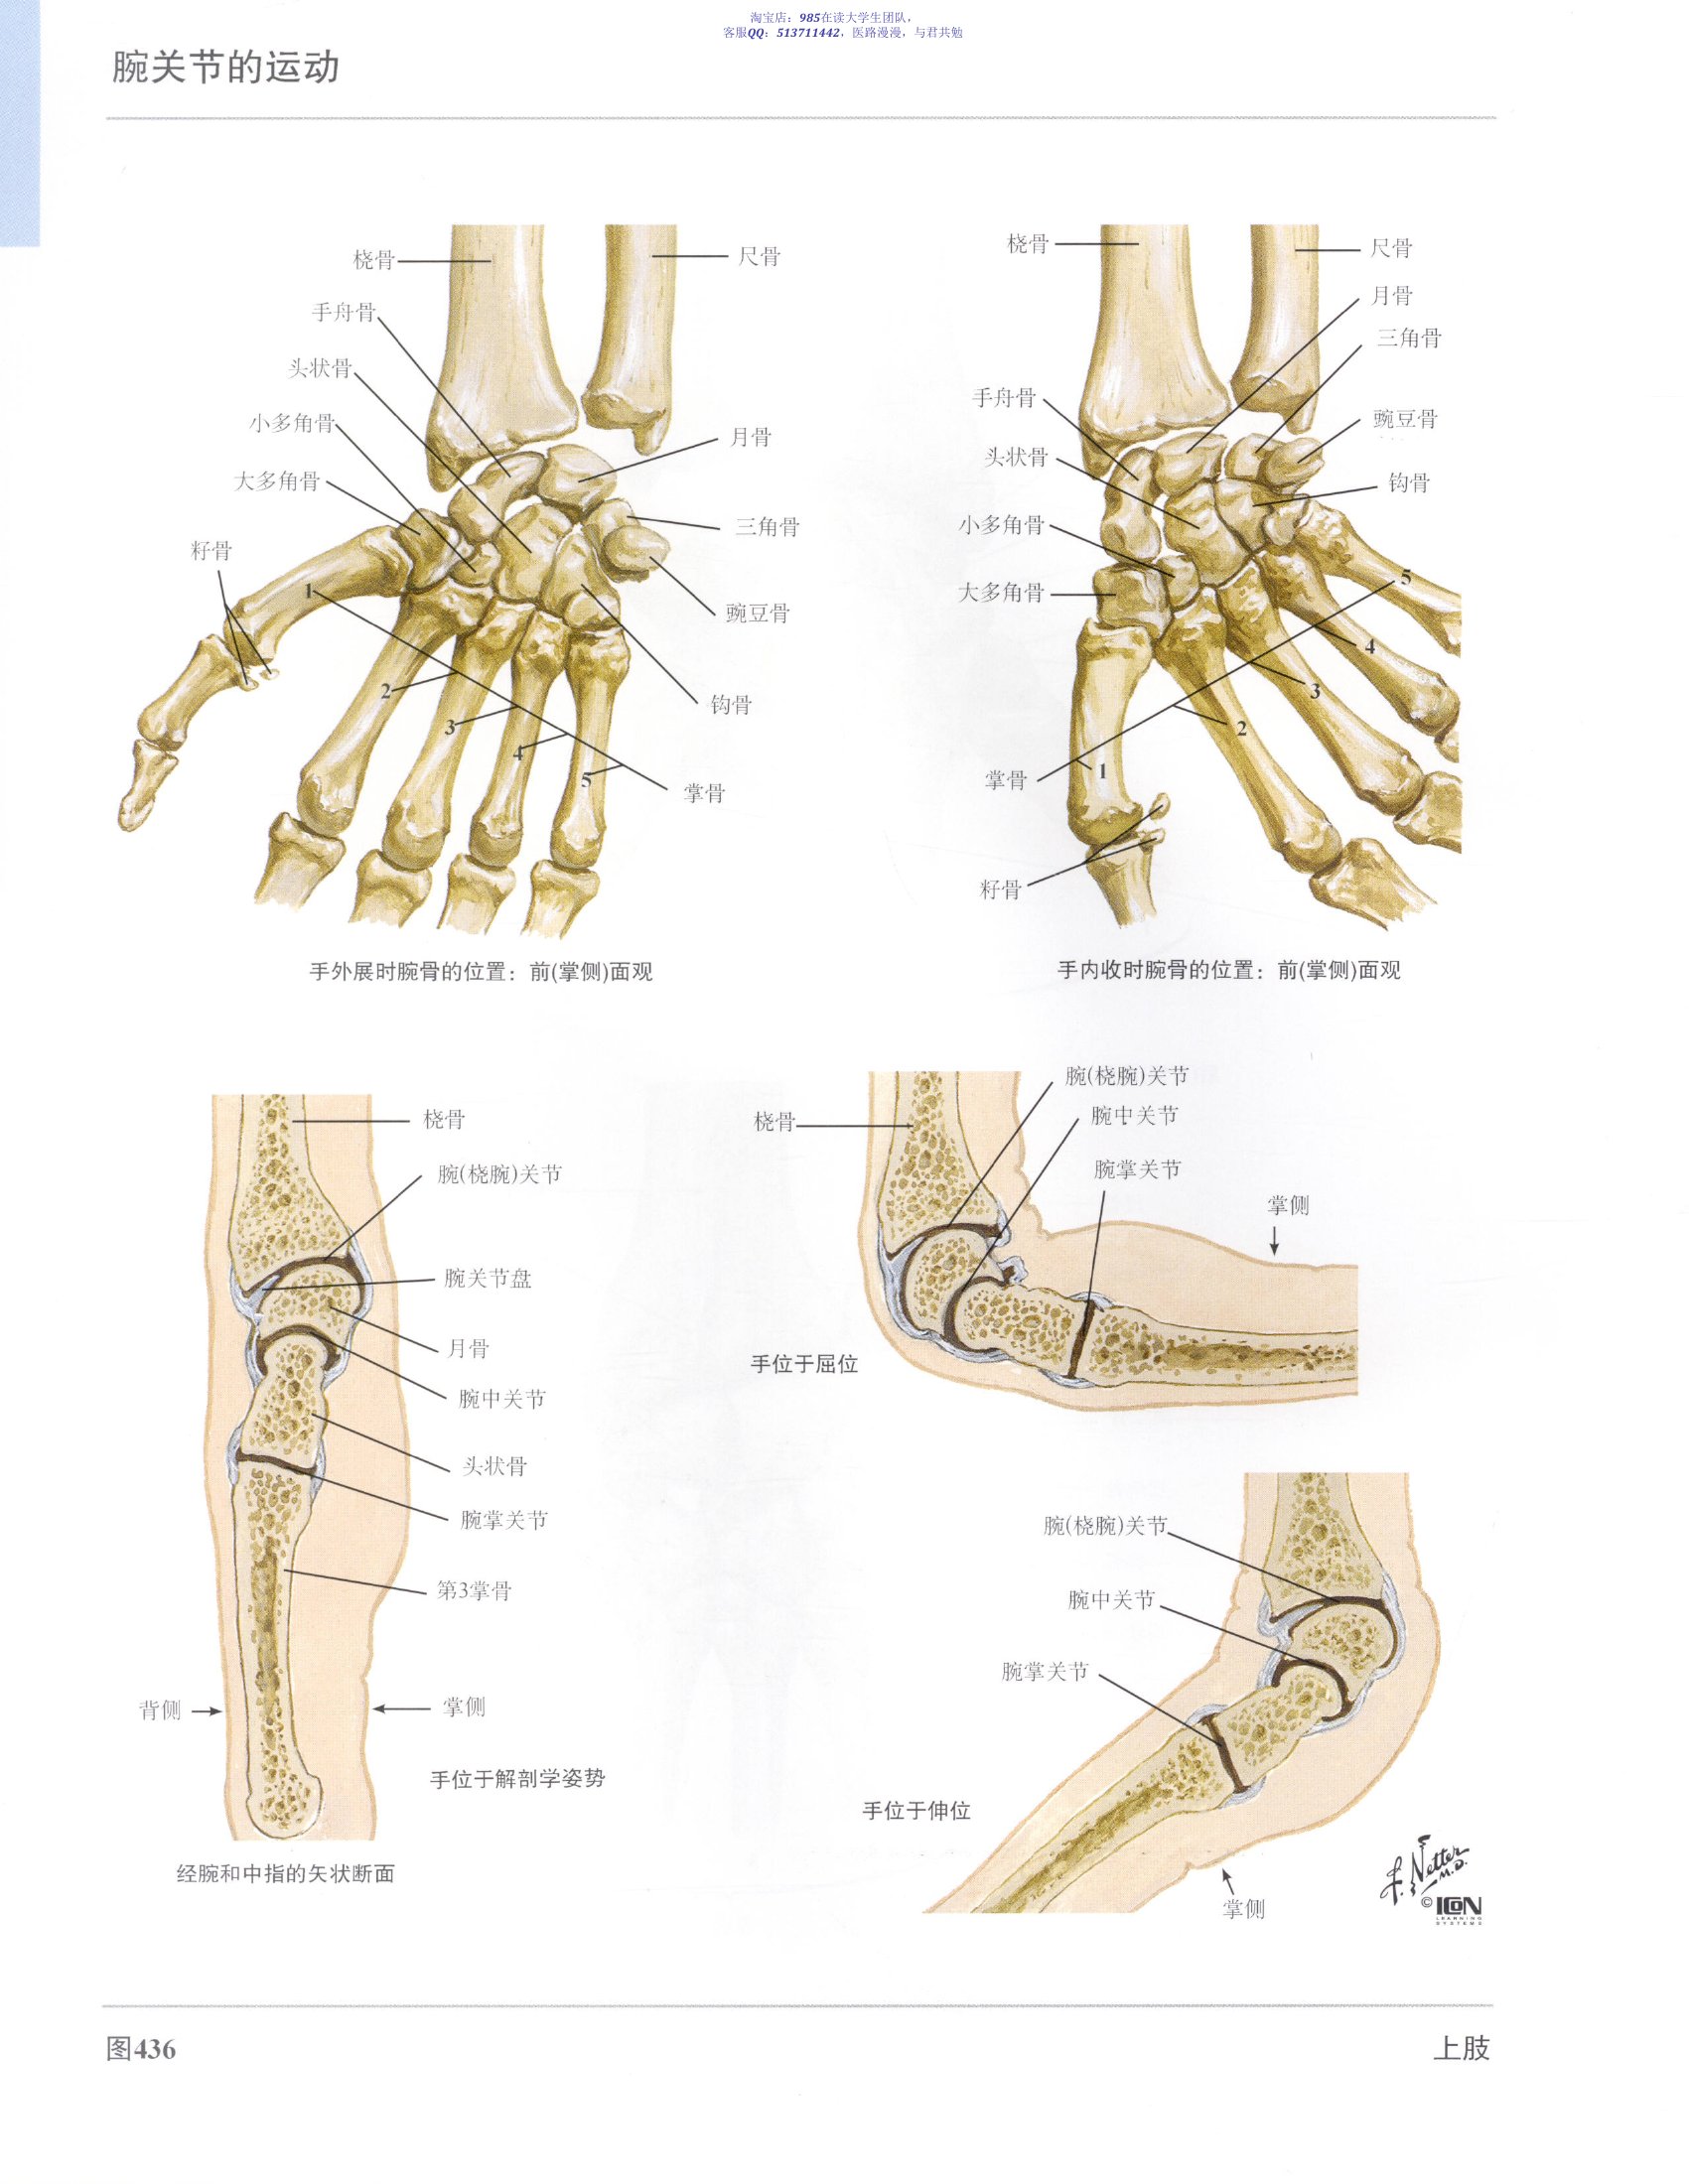 淘宝店：985在读大学生团队，
客服QQ：513711442，医路漫漫，与君共勉
腕关节的运动
桡骨
尺骨
手舟骨
头状骨
小多角骨
大多角骨
籽骨
月骨
三角骨
豌豆骨
钩骨
掌骨
1
2
3
4
5
手外展时腕骨的位置：前(掌侧)面观
桡骨
尺骨
月骨
三角骨
手舟骨
豌豆骨
头状骨
钩骨
小多角骨
大多角骨
5
4
3
2
1
掌骨
籽骨
手内收时腕骨的位置：前(掌侧)面观
桡骨
腕(桡腕)关节
腕关节盘
月骨
腕中关节
头状骨
腕掌关节
第3掌骨
背侧
掌侧
手位于解剖学姿势
经腕和中指的矢状断面
腕(桡腕)关节
桡骨
腕中关节
腕掌关节
掌侧
手位于屈位
腕(桡腕)关节
腕中关节
腕掌关节
手位于伸位
掌侧
F. Netter
M.D.
© ICON
LEARNING
SYSTEMS
图436
上肢